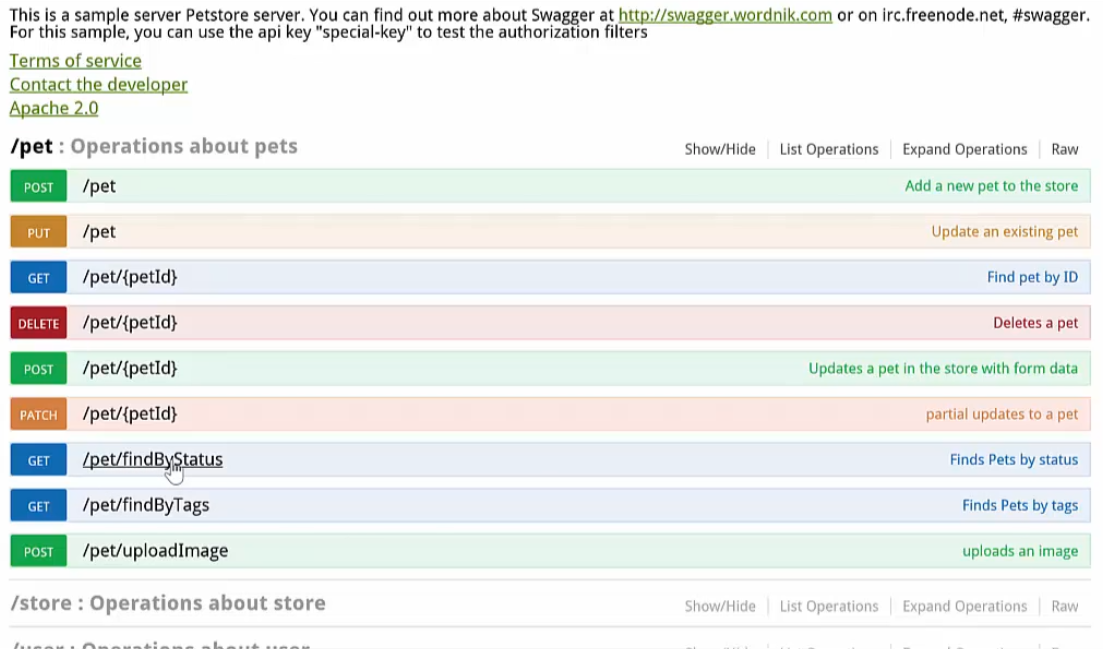 This is a sample server Petstore server. You can find out more about Swagger at http://swagger.wordnik.com or on irc.freenode.net, #swagger.
For this sample, you can use the api key "special-key" to test the authorization filters
Terms of service
Contact the developer
Apache 2.0
/pet : Operations about pets Show/Hide List Operations Expand Operations Raw
POST /pet Add a new pet to the store
PUT /pet Update an existing pet
GET /pet/{petId} Find pet by ID
DELETE /pet/{petId} Deletes a pet
POST /pet/{petId} Updates a pet in the store with form data
PATCH /pet/{petId} partial updates to a pet
GET /pet/findByStatus Finds Pets by status
GET /pet/findByTags Finds Pets by tags
POST /pet/uploadImage uploads an image
/store : Operations about store Show/Hide List Operations Expand Operations Raw
/user : Operations about user